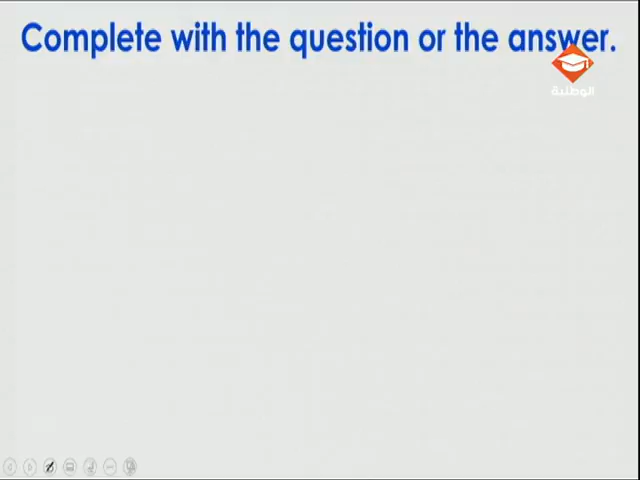 Complete with the question or the answer.
الوطنية